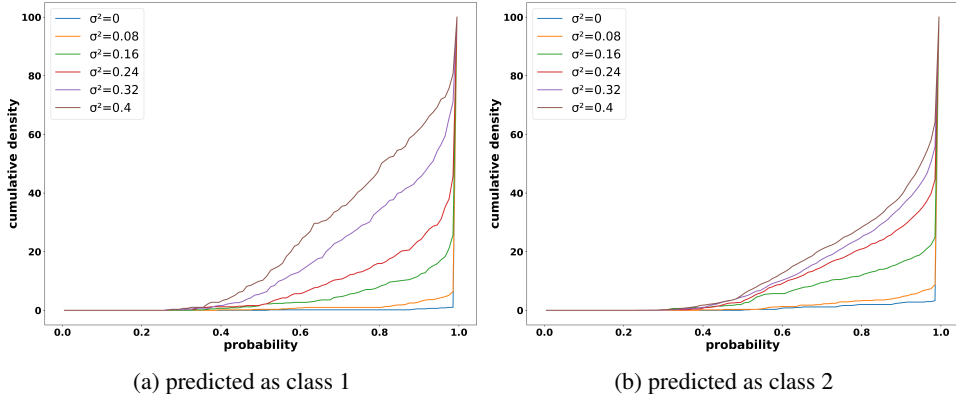 100
80
60
40
20
0
cumulative density
σ²=0
σ²=0.08
σ²=0.16
σ²=0.24
σ²=0.32
σ²=0.4
0.0 0.2 0.4 0.6 0.8 1.0
probability
(a) predicted as class 1
100
80
60
40
20
0
cumulative density
σ²=0
σ²=0.08
σ²=0.16
σ²=0.24
σ²=0.32
σ²=0.4
0.0 0.2 0.4 0.6 0.8 1.0
probability
(b) predicted as class 2